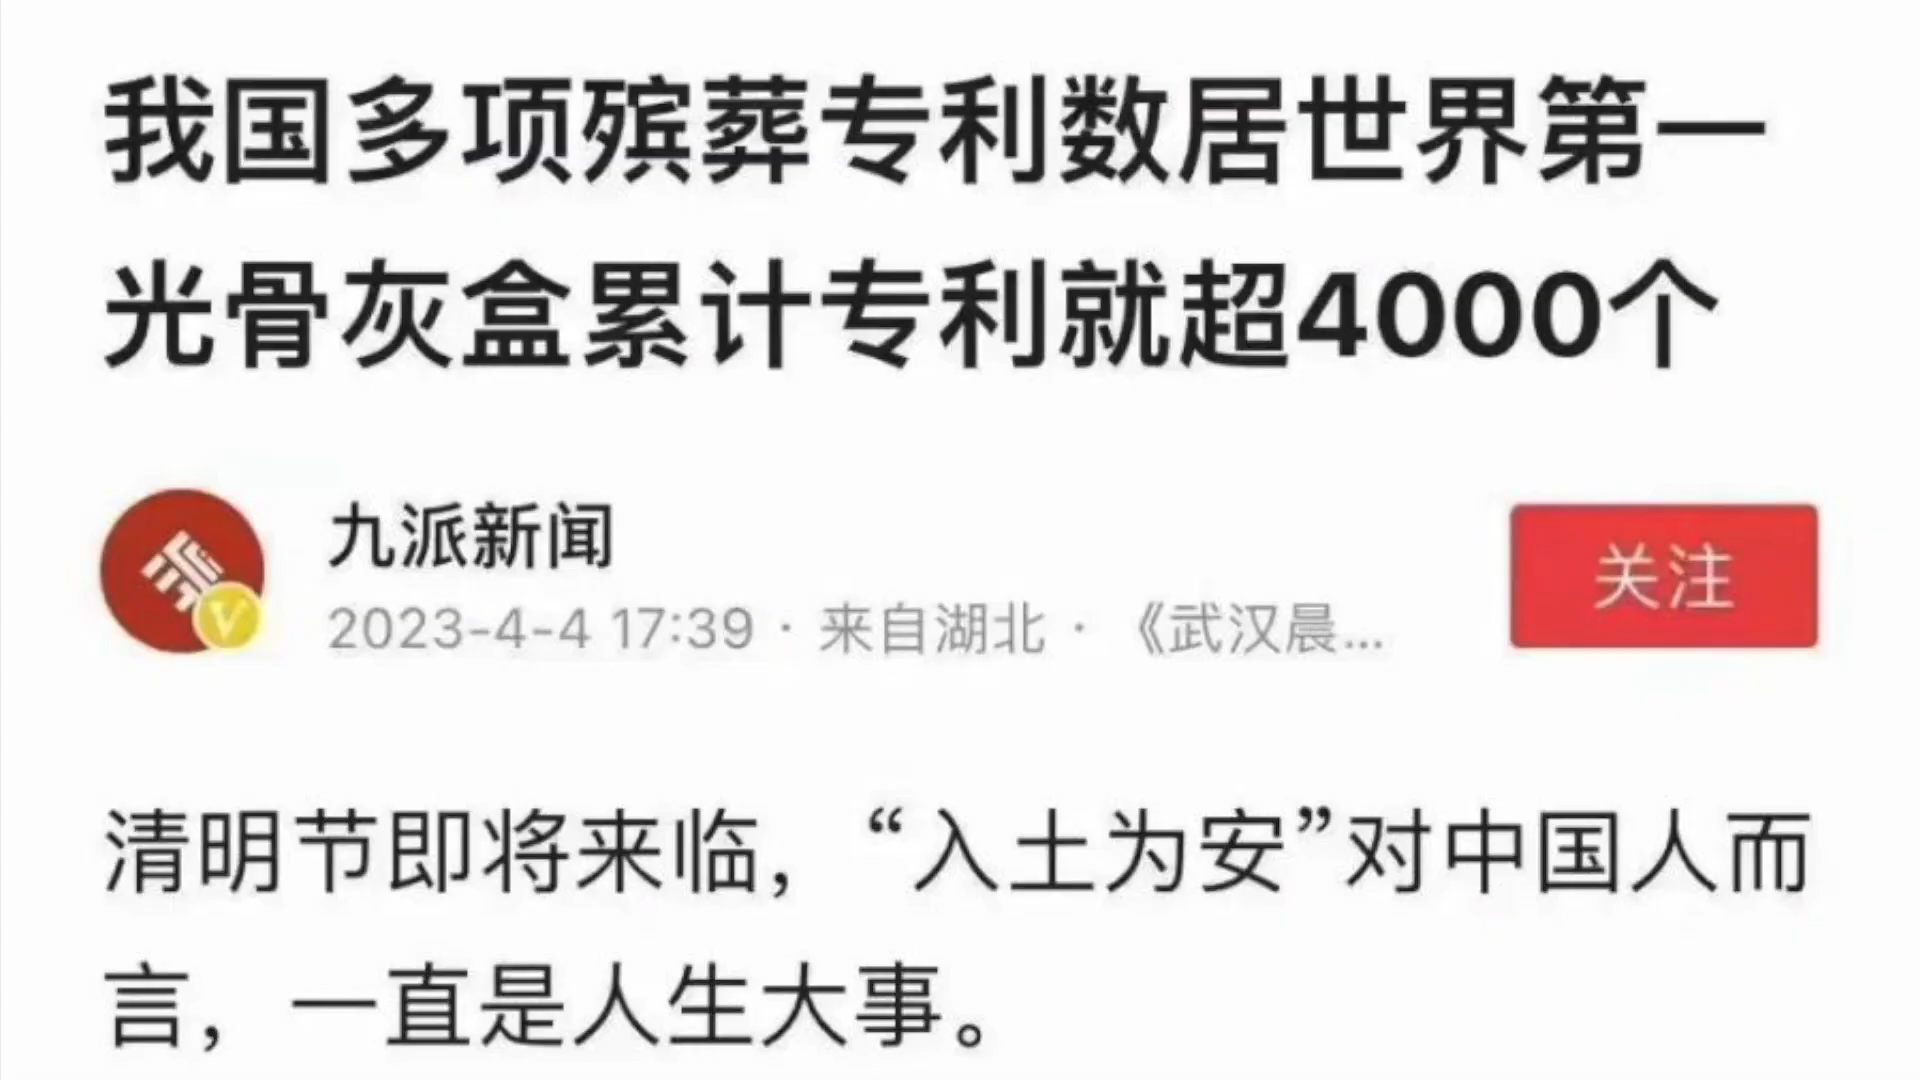 我国多项殡葬专利数居世界第一
光骨灰盒累计专利就超4000个
九派新闻
关注
2023-4-4 17:39 · 来自湖北 · 《武汉晨...
清明节即将来临，“入土为安”对中国人而
言，一直是人生大事。